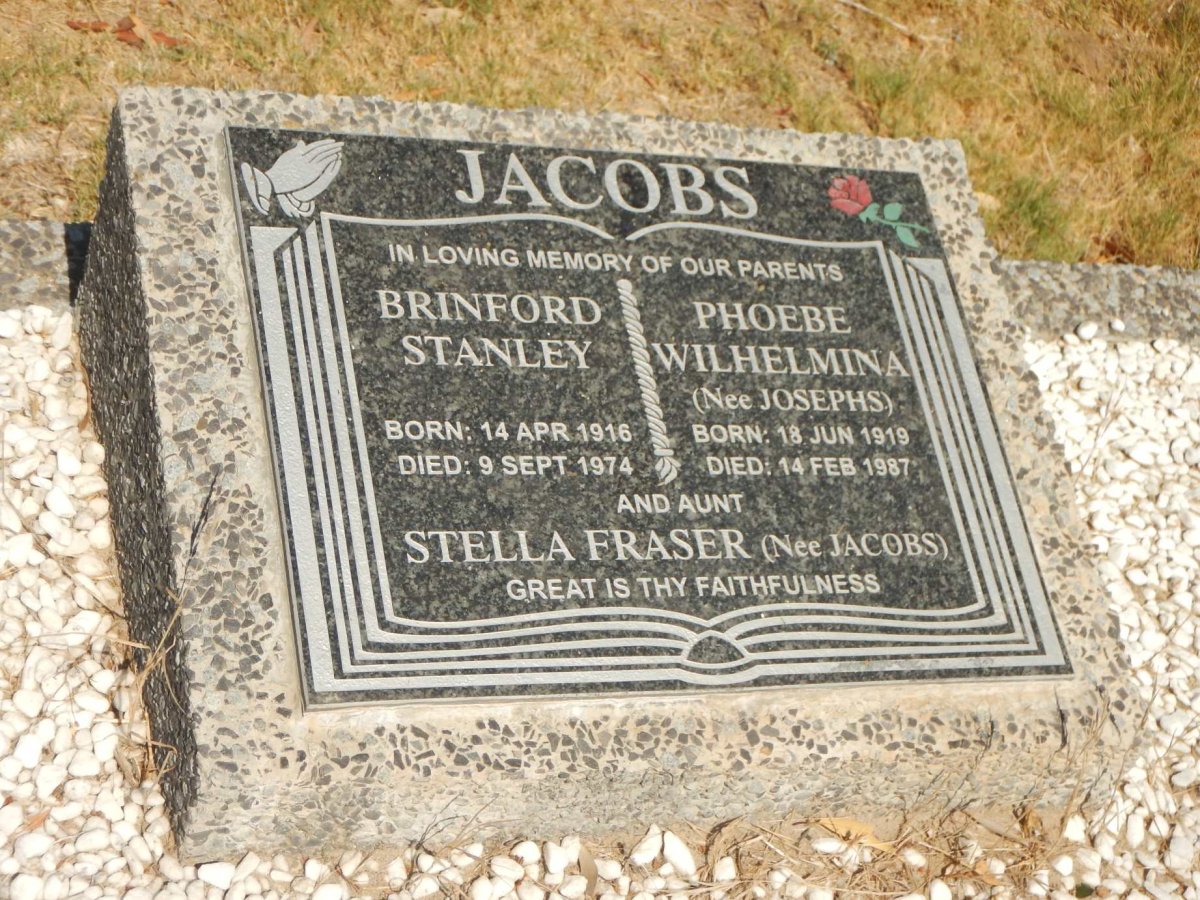 JACOBS
IN LOVING MEMORY OF OUR PARENTS
BRINFORD
STANLEY
BORN: 14 APR 1916
DIED: 9 SEPT 1974
PHOEBE
WILHELMINA
(Nee JOSEPHS)
BORN: 18 JUN 1919
DIED: 14 FEB 1987
AND AUNT
STELLA FRASER (Nee JACOBS)
GREAT IS THY FAITHFULNESS